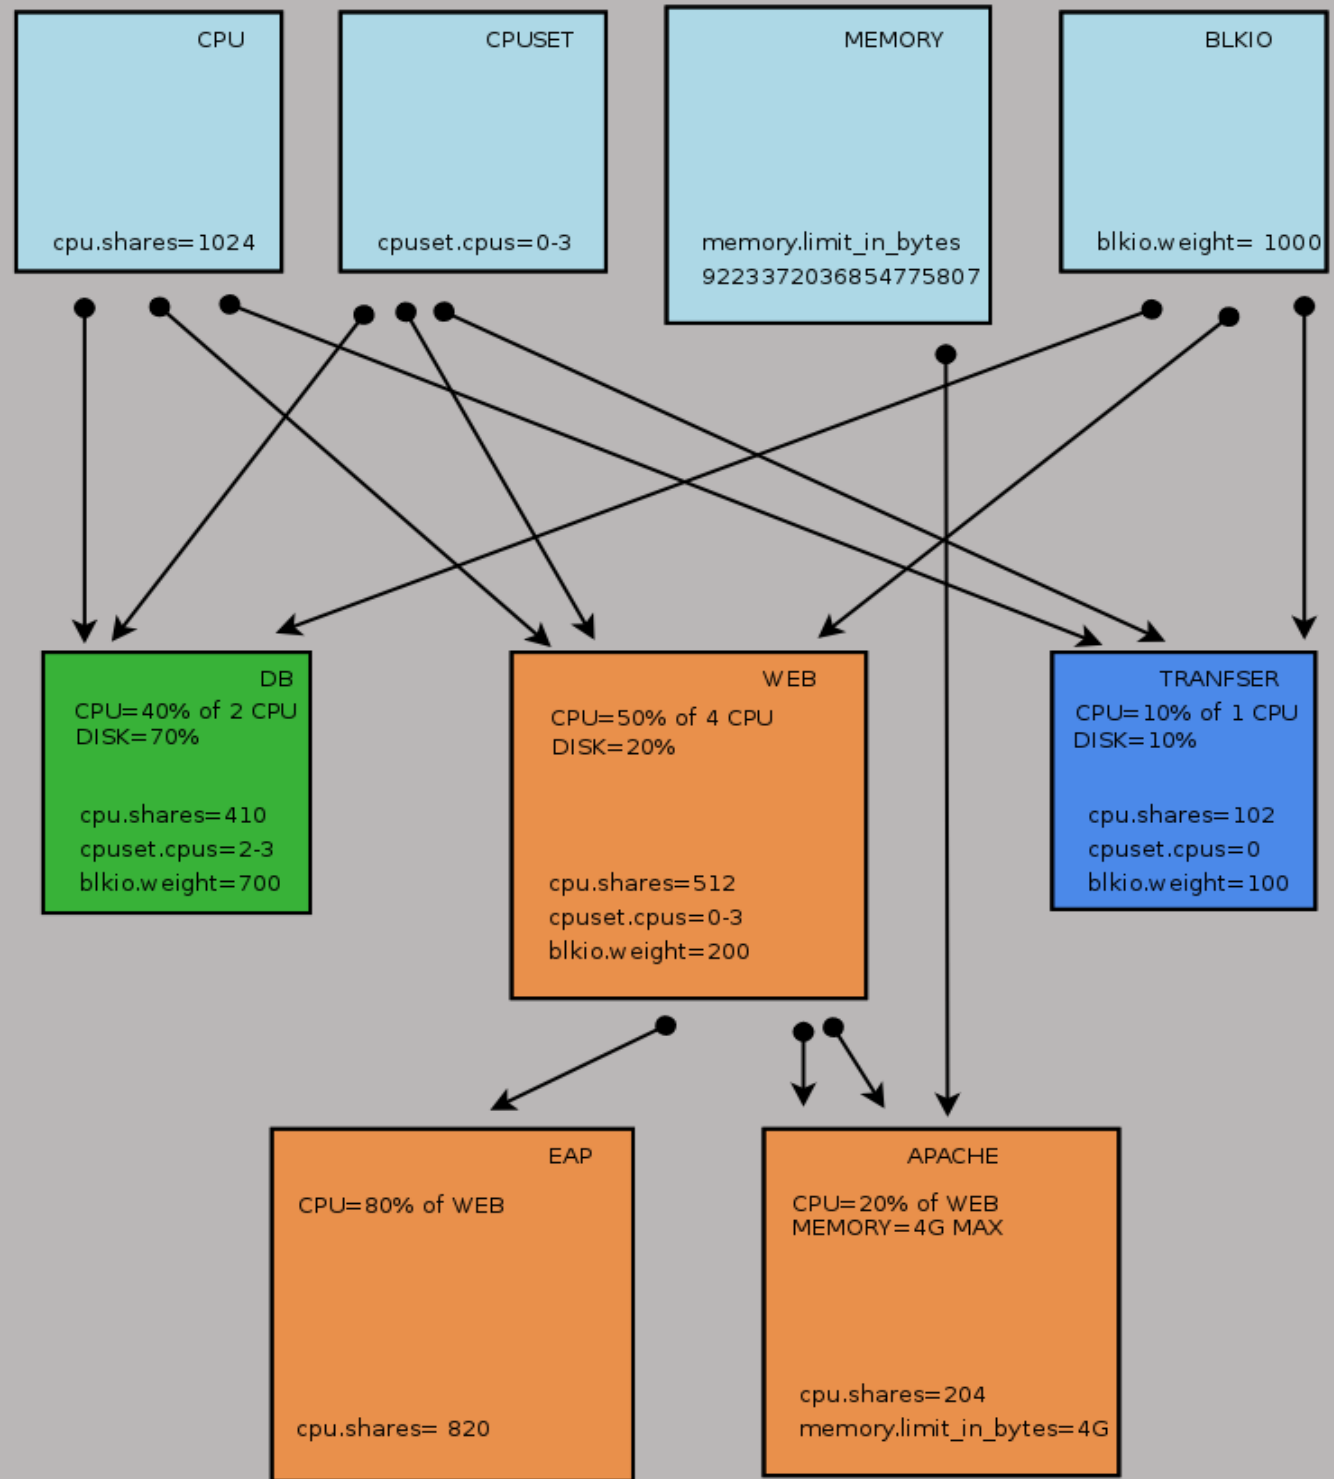 CPU
cpu.shares=1024
CPUSET
cpuset.cpus=0-3
MEMORY
memory.limit_in_bytes
9223372036854775807
BLKIO
blkio.weight= 1000
DB
CPU=40% of 2 CPU
DISK=70%
cpu.shares=410
cpuset.cpus=2-3
blkio.weight=700
WEB
CPU=50% of 4 CPU
DISK=20%
cpu.shares=512
cpuset.cpus=0-3
blkio.weight=200
TRANFSER
CPU=10% of 1 CPU
DISK=10%
cpu.shares=102
cpuset.cpus=0
blkio.weight=100
EAP
CPU=80% of WEB
cpu.shares= 820
APACHE
CPU=20% of WEB
MEMORY=4G MAX
cpu.shares=204
memory.limit_in_bytes=4G